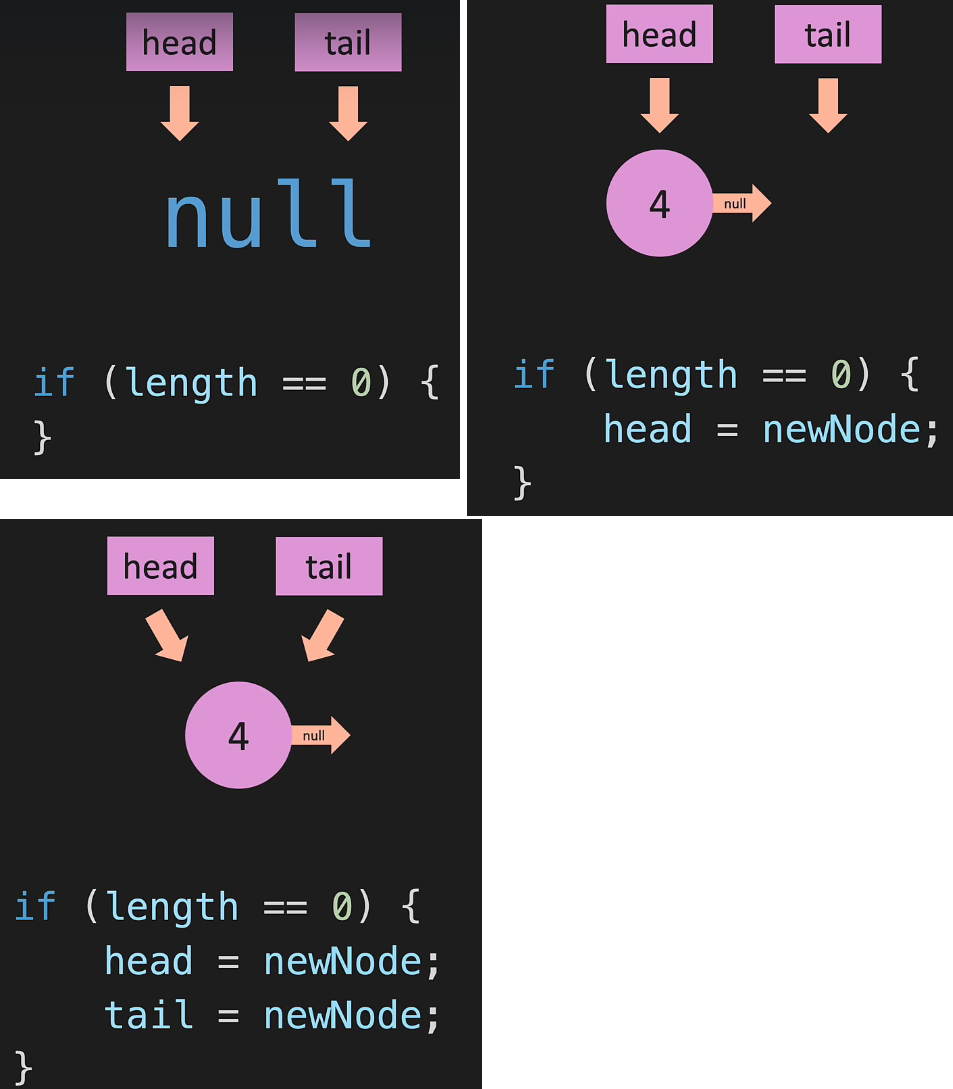 head tail
null
if (length == 0) {
}
head tail
4 null
if (length == 0) {
    head = newNode;
}
head tail
4 null
if (length == 0) {
    head = newNode;
    tail = newNode;
}